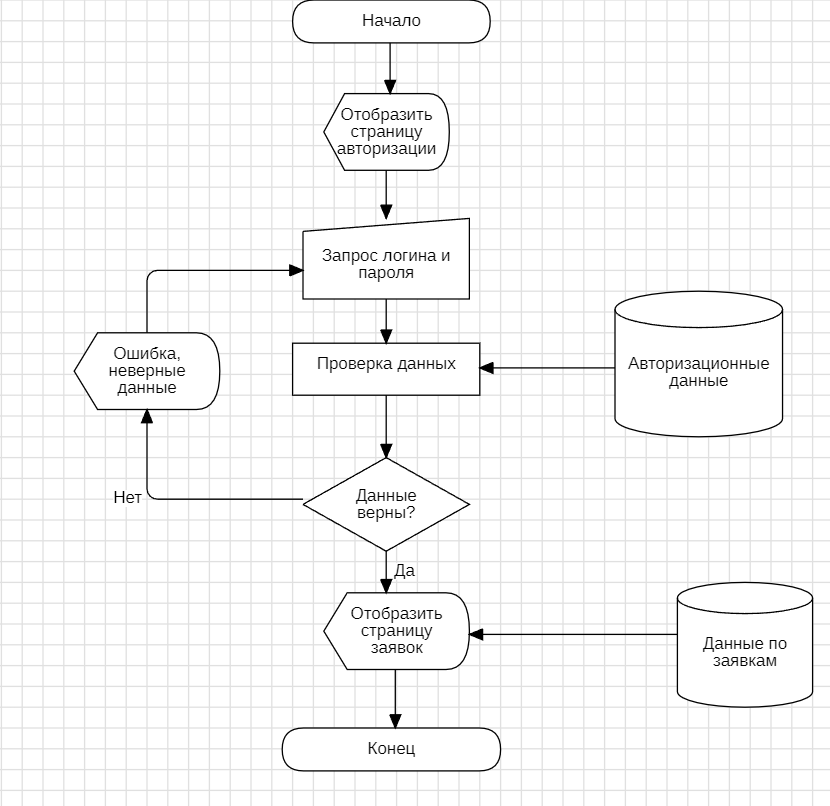 Начало
Отобразить
страницу
авторизации
Запрос логина и
пароля
Ошибка,
неверные
данные
Проверка данных
Авторизационные
данные
Нет
Данные
верны?
Да
Отобразить
страницу
заявок
Данные по
заявкам
Конец